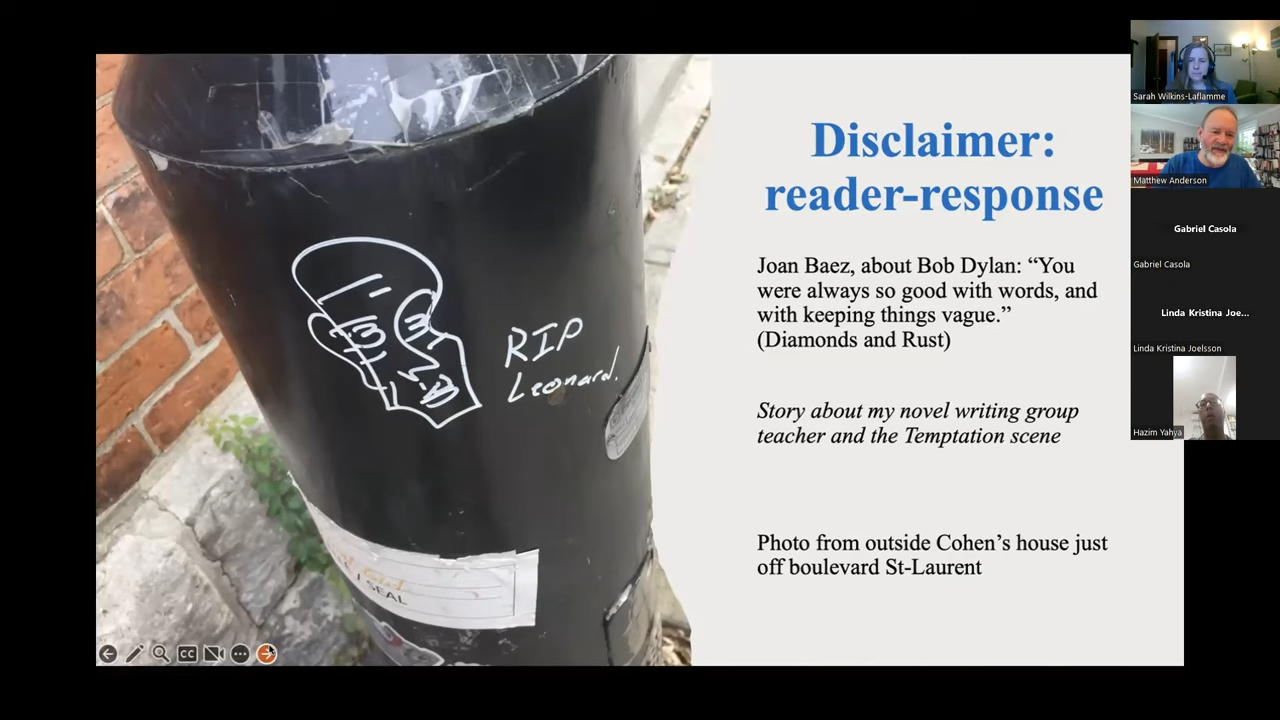 Disclaimer:
reader-response
Joan Baez, about Bob Dylan: “You
were always so good with words, and
with keeping things vague.”
(Diamonds and Rust)
Story about my novel writing group
teacher and the Temptation scene
Photo from outside Cohen’s house just
off boulevard St-Laurent
RIP
Leonard.
/ SEAL
CC
Sarah Wilkins-Laflamme
Matthew Anderson
Gabriel Casola
Gabriel Casola
Linda Kristina Joe...
Linda Kristina Joelsson
Hazim Yahya